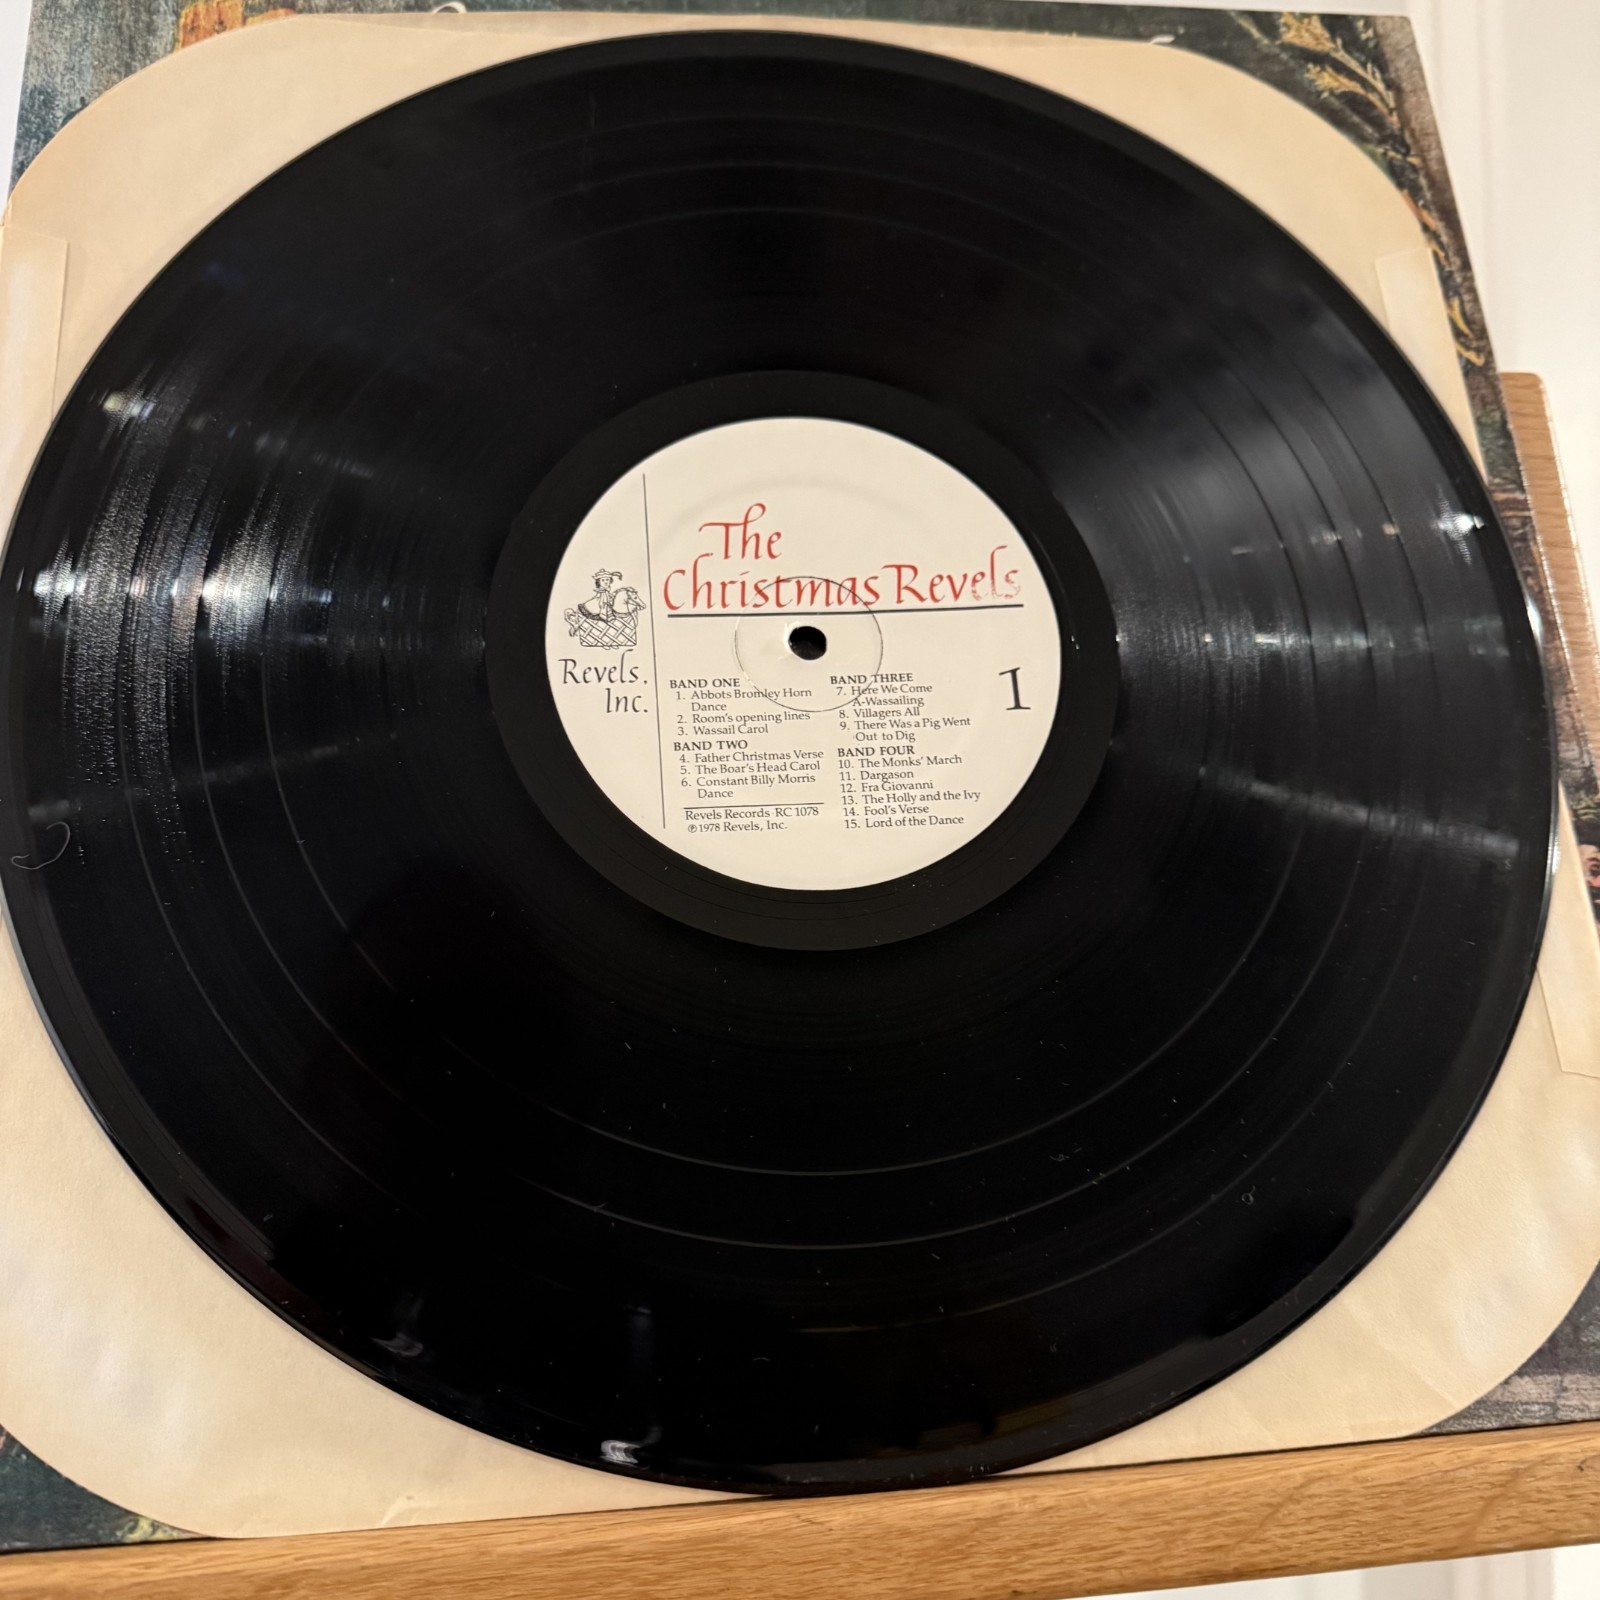 The
Christmas Revels
Revels,
Inc.
1
BAND ONE
1. Abbots Bromley Horn
Dance
2. Room's opening lines
3. Wassail Carol
BAND TWO
4. Father Christmas Verse
5. The Boar's Head Carol
6. Constant Billy Morris
Dance
BAND THREE
7. Here We Come
A-Wassailing
8. Villagers All
9. There Was a Pig Went
Out to Dig
BAND FOUR
10. The Monks' March
11. Dargason
12. Fra Giovanni
13. The Holly and the Ivy
14. Fool's Verse
15. Lord of the Dance
Revels Records · RC 1078
℗ 1978 Revels, Inc.